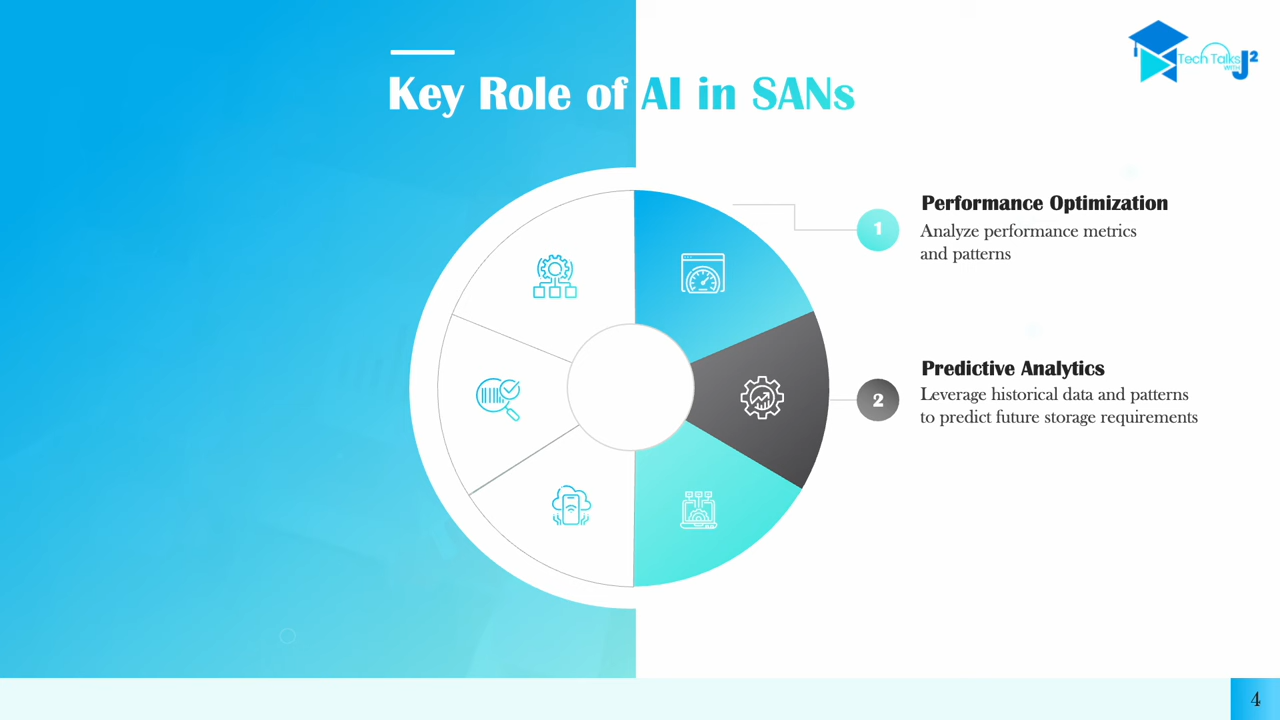 Tech Talks
WITH J2
Key Role of AI in SANs
1
Performance Optimization
Analyze performance metrics
and patterns
2
Predictive Analytics
Leverage historical data and patterns
to predict future storage requirements
4